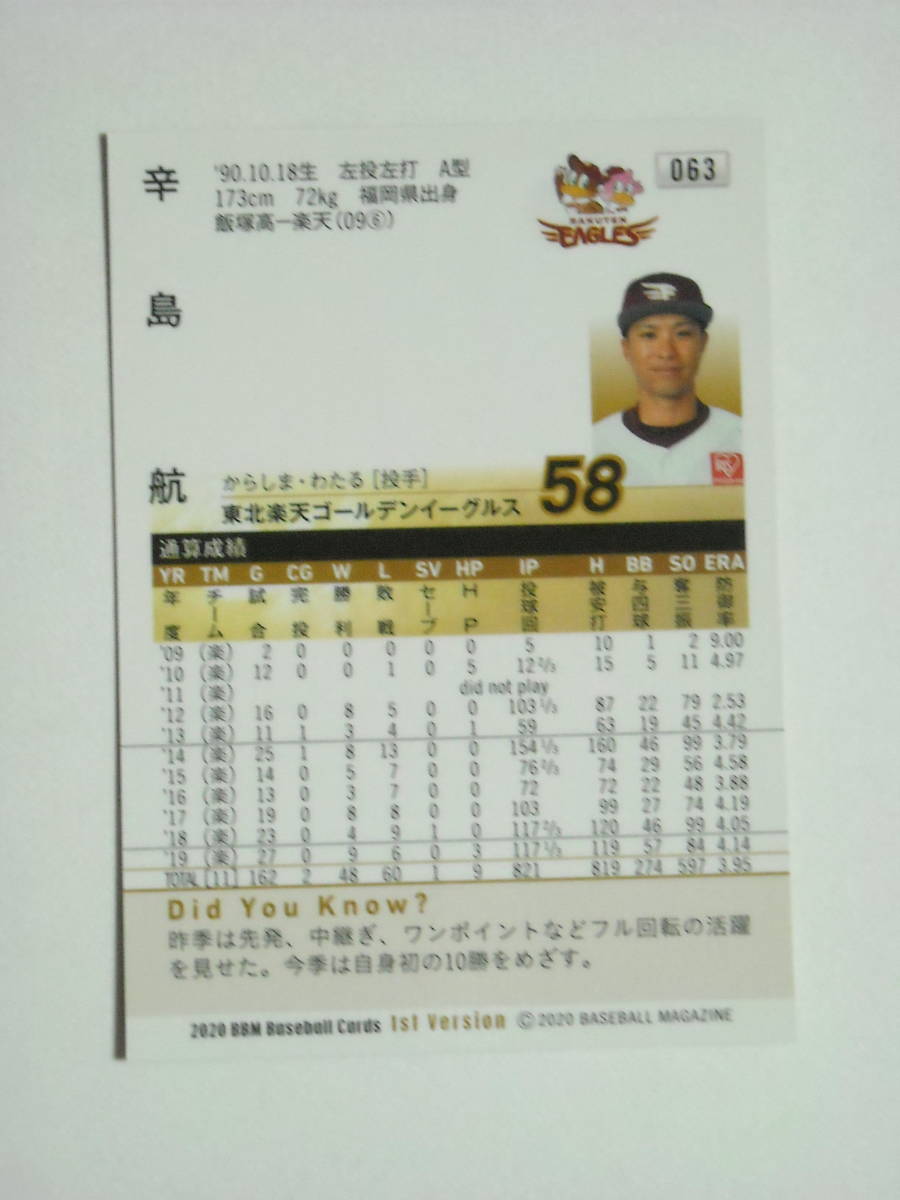 辛島 航
'90.10.18生 左投左打 A型
173cm 72kg 福岡県出身
飯塚高ー楽天(09⑥)
RAKUTEN
EAGLES
063
からしま・わたる [投手]
東北楽天ゴールデンイーグルス
58
通算成績
YR TM G CG W L SV HP IP H BB SO ERA
年度 チーム 試合 完投 勝利 敗戦 セーブ HP 投球回 被安打 与四球 奪三振 防御率
'09 (楽) 2 0 0 0 0 0 5 10 1 2 9.00
'10 (楽) 12 0 0 1 0 5 12 2/3 15 5 11 4.97
'11 (楽) did not play
'12 (楽) 16 0 8 5 0 0 103 1/3 87 22 79 2.53
'13 (楽) 11 1 3 4 0 1 59 63 19 45 4.42
'14 (楽) 25 1 8 13 0 0 154 1/3 160 46 99 3.79
'15 (楽) 14 0 5 7 0 0 76 2/3 74 29 56 4.58
'16 (楽) 13 0 3 7 0 0 72 72 22 48 3.88
'17 (楽) 19 0 8 8 0 0 103 99 27 74 4.19
'18 (楽) 23 0 4 9 1 0 117 2/3 120 46 99 4.05
'19 (楽) 27 0 9 6 0 3 117 1/3 119 57 84 4.14
TOTAL [11] 162 2 48 60 1 9 821 819 274 597 3.95
Did You Know?
昨季は先発、中継ぎ、ワンポイントなどフル回転の活躍
を見せた。今季は自身初の10勝をめざす。
2020 BBM Baseball Cards 1st Version ©2020 BASEBALL MAGAZINE